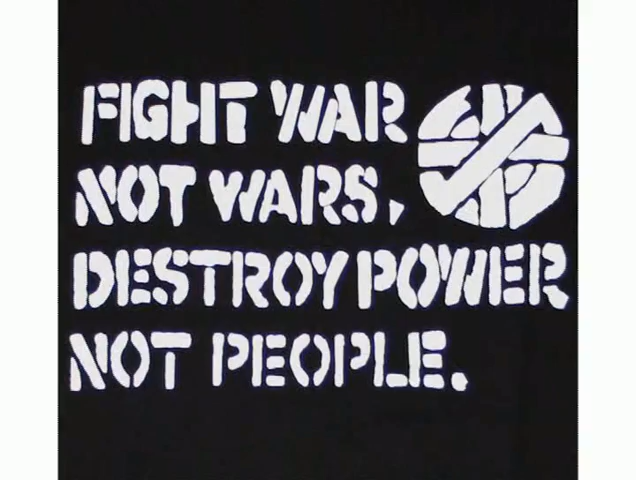 FIGHT WAR
NOT WARS,
DESTROY POWER
NOT PEOPLE.